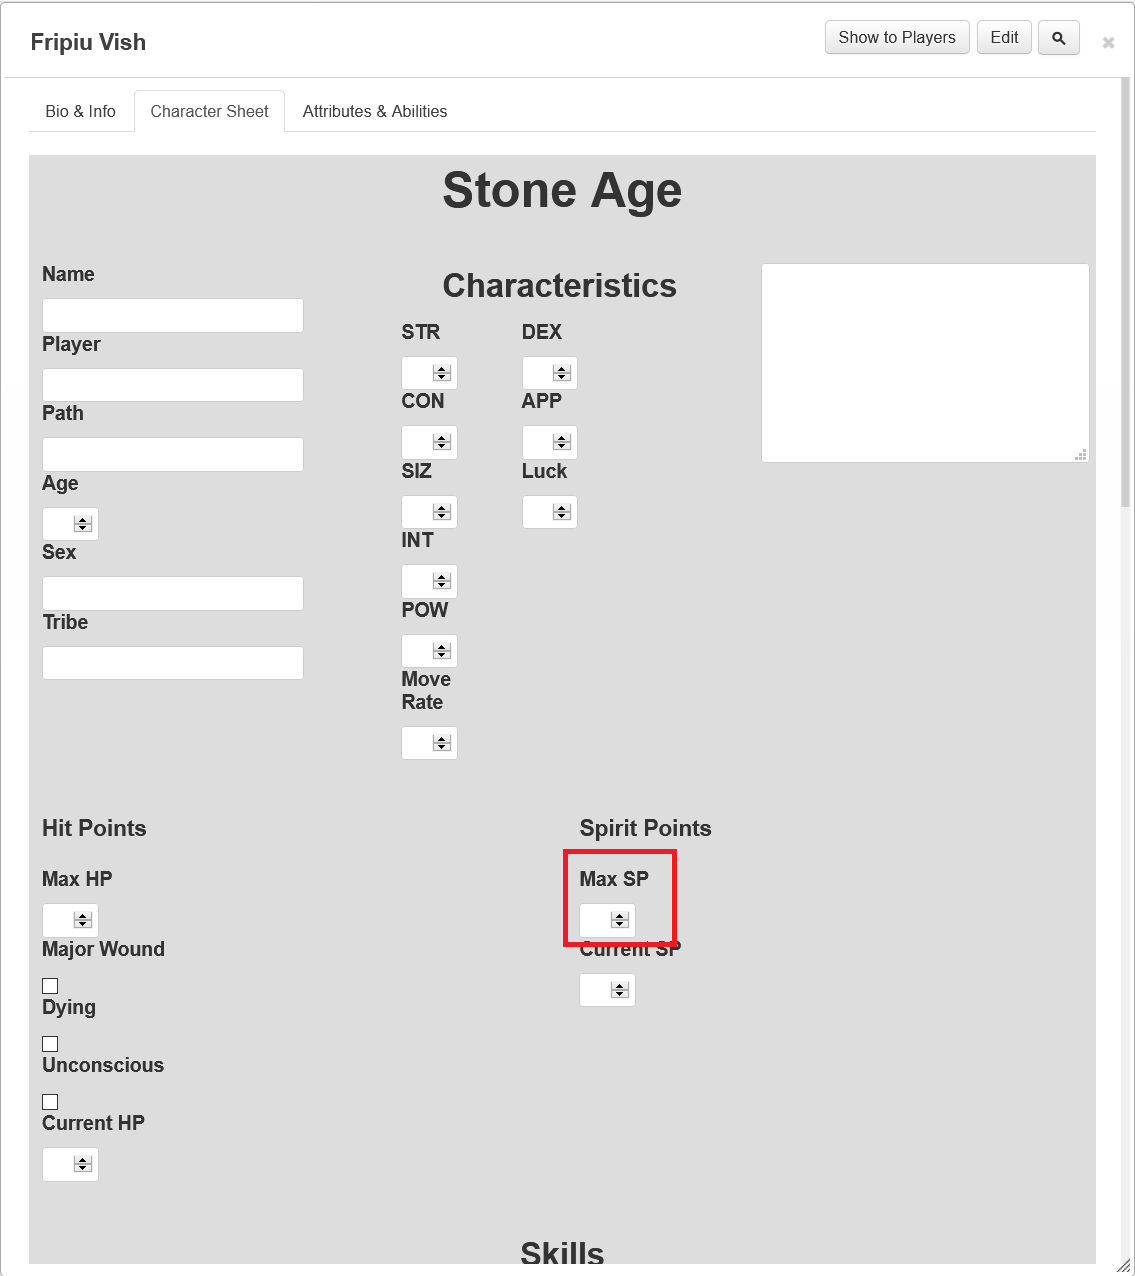 Fripiu Vish
Show to Players
Edit
Bio & Info
Character Sheet
Attributes & Abilities
Stone Age
Name
Player
Path
Age
Sex
Tribe
Characteristics
STR
CON
SIZ
INT
POW
Move
Rate
DEX
APP
Luck
Hit Points
Max HP
Major Wound
Dying
Unconscious
Current HP
Spirit Points
Max SP
Current SP
Skills